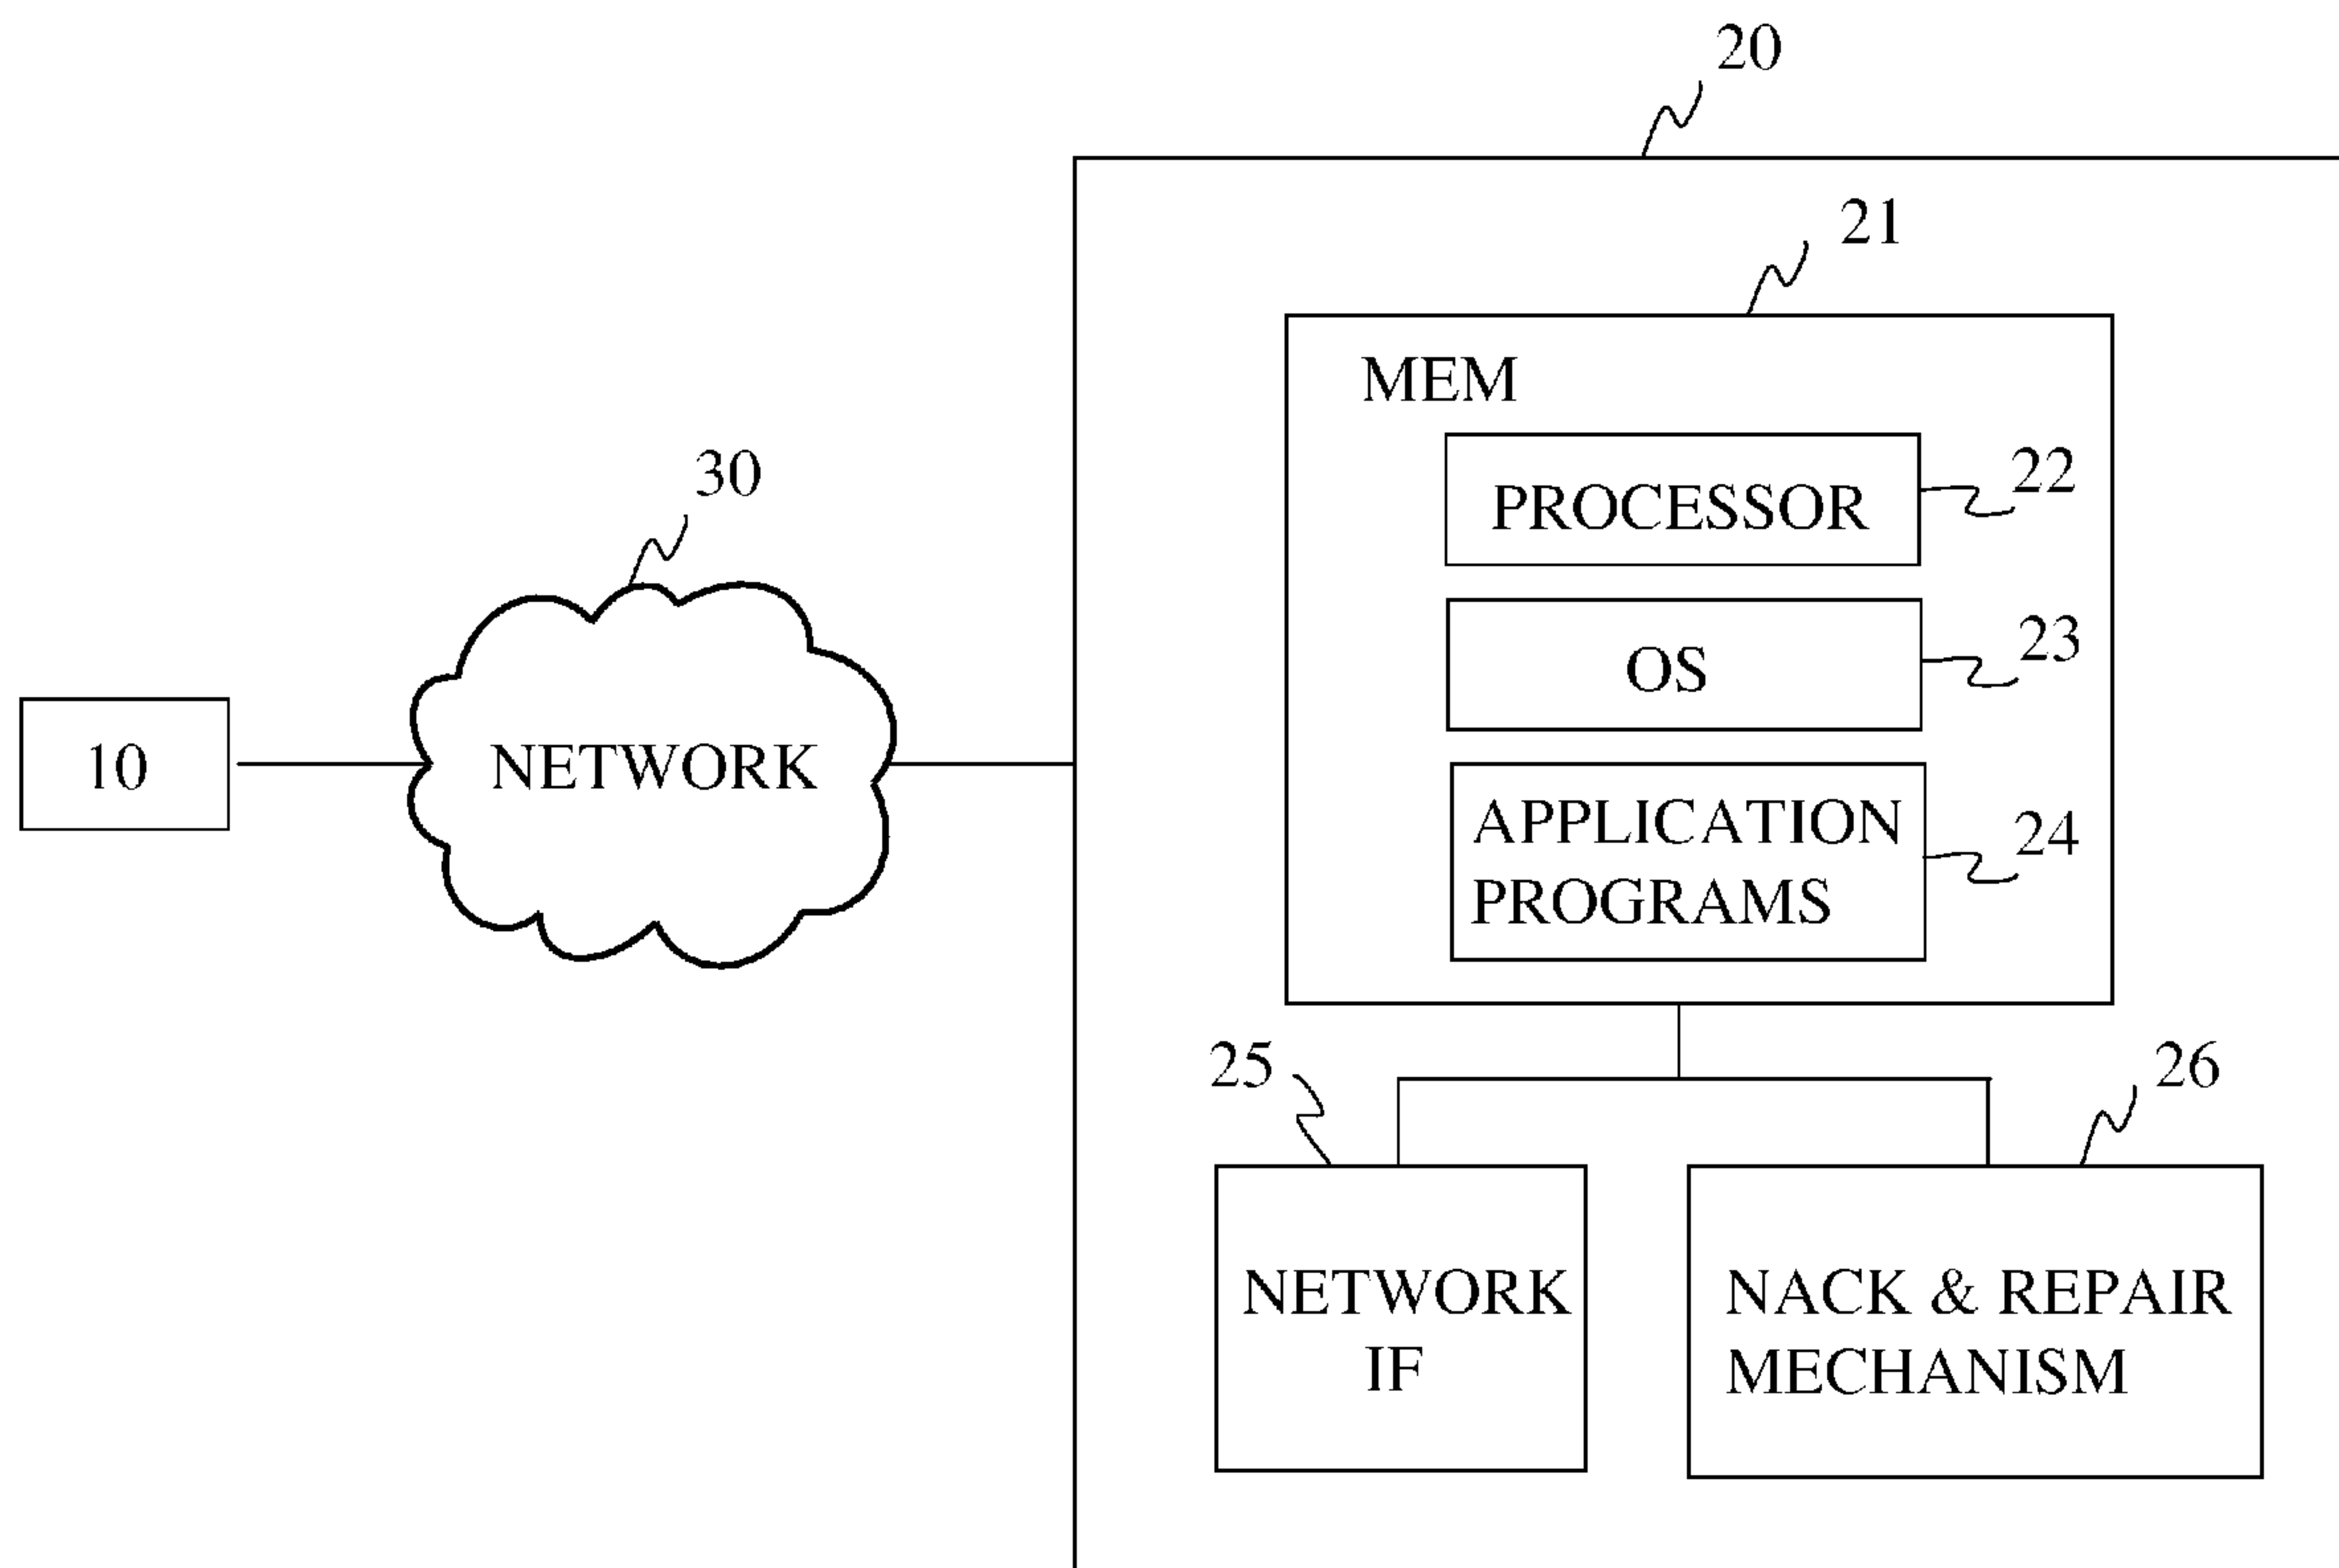 20
21
MEM
30
PROCESSOR
22
OS
23
10
NETWORK
APPLICATION
PROGRAMS
24
25
26
NETWORK
IF
NACK & REPAIR
MECHANISM